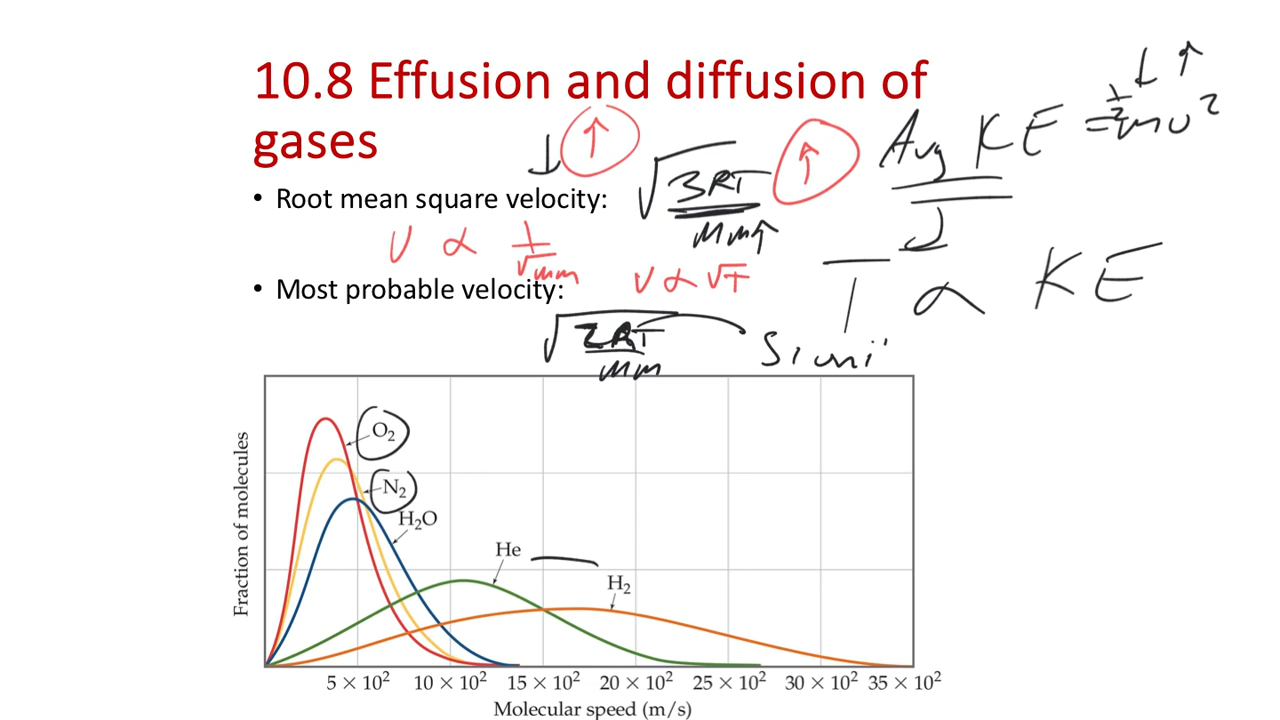 10.8 Effusion and diffusion of
gases
Avg KE = ½mv² ↓ ↑
↓ ↑
• Root mean square velocity: √3RT ↑
Mm↑
v ∝ 1
√mm
v ∝ √T
T ∝ KE
• Most probable velocity:
√2RT
Mm
SI uni
O₂
N₂
H₂O
He
H₂
Fraction of molecules
5 × 10² 10 × 10² 15 × 10² 20 × 10² 25 × 10² 30 × 10² 35 × 10²
Molecular speed (m/s)